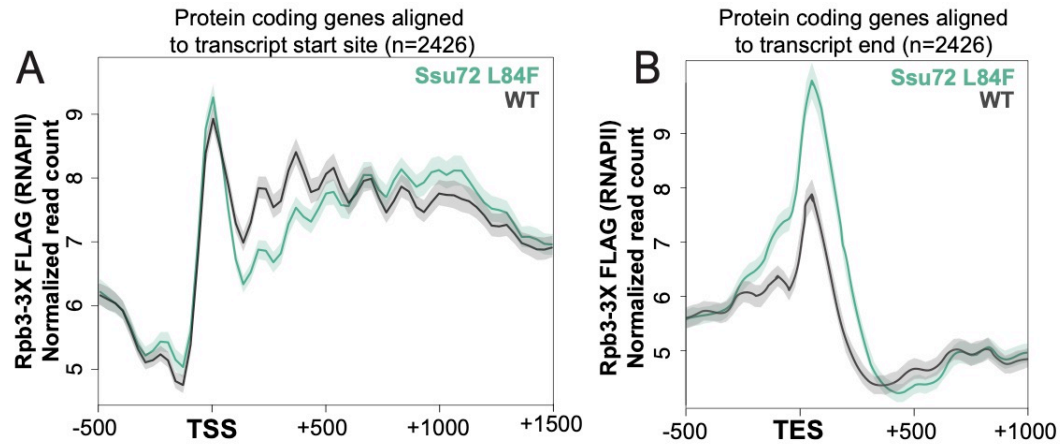 A
Protein coding genes aligned
to transcript start site (n=2426)
Ssu72 L84F
WT
Rpb3-3X FLAG (RNAPII)
Normalized read count
9
8
7
6
5
-500
TSS
+500
+1000
+1500
B
Protein coding genes aligned
to transcript end (n=2426)
Ssu72 L84F
WT
Rpb3-3X FLAG (RNAPII)
Normalized read count
9
8
7
6
5
-500
TES
+500
+1000